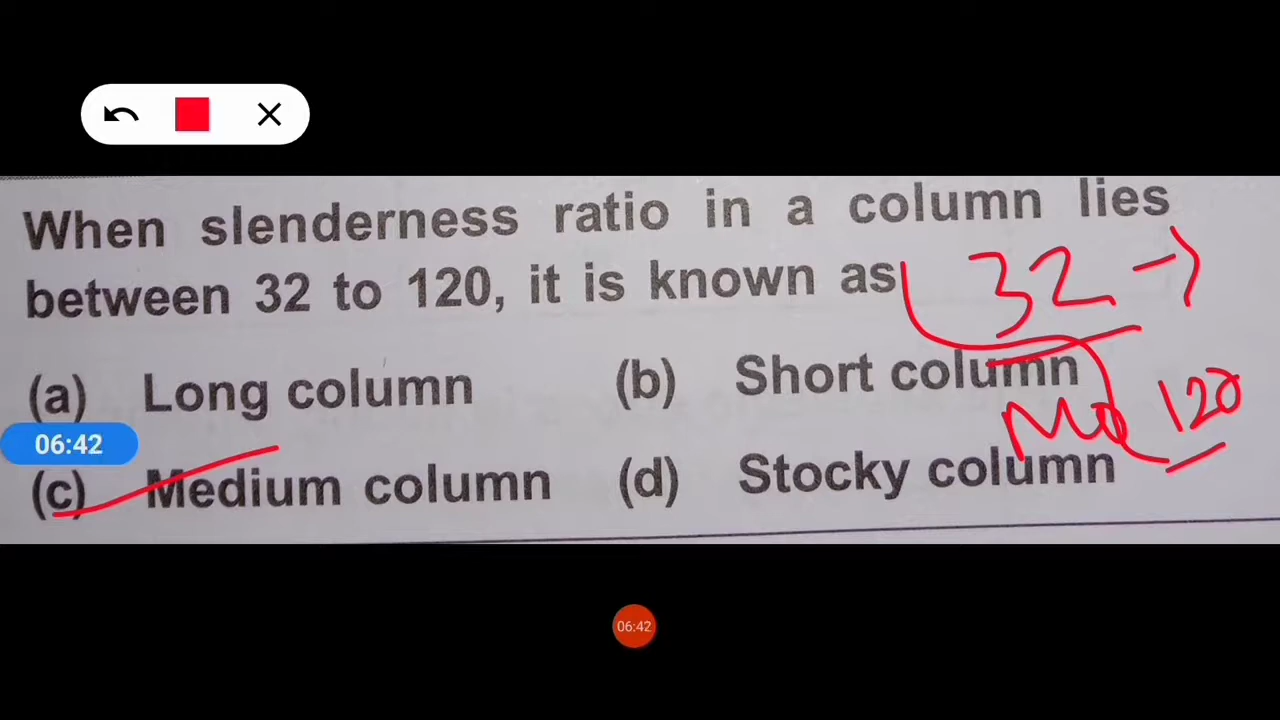 When slenderness ratio in a column lies
between 32 to 120, it is known as
32
(a) Long column (b) Short column
120
06:42
(c) Medium column (d) Stocky column
06:42